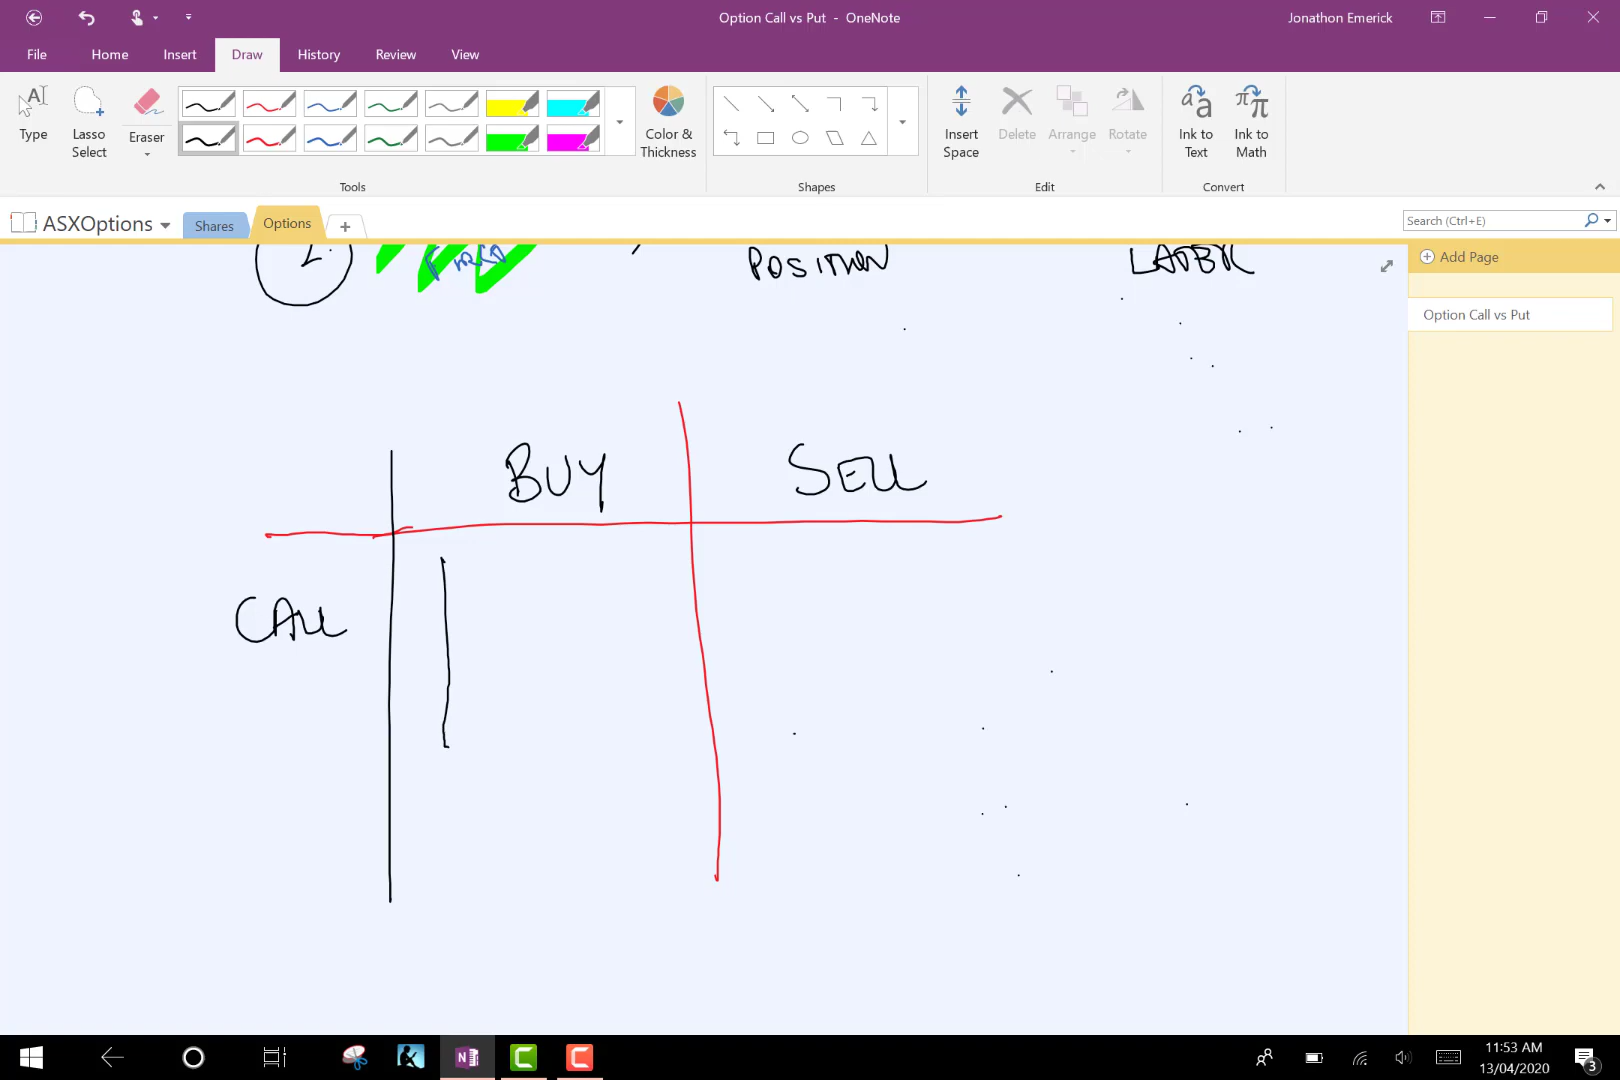 Option Call vs Put - OneNote
Jonathon Emerick
File
Home
Insert
Draw
History
Review
View
Type
Lasso Select
Eraser
Color & Thickness
Insert Space
Delete
Arrange
Rotate
Ink to Text
Ink to Math
Tools
Shapes
Edit
Convert
ASXOptions
Shares
Options
+
Search (Ctrl+E)
Add Page
Option Call vs Put
POSITION
LATER
BUY
SELL
CALL
11:53 AM
13/04/2020
3